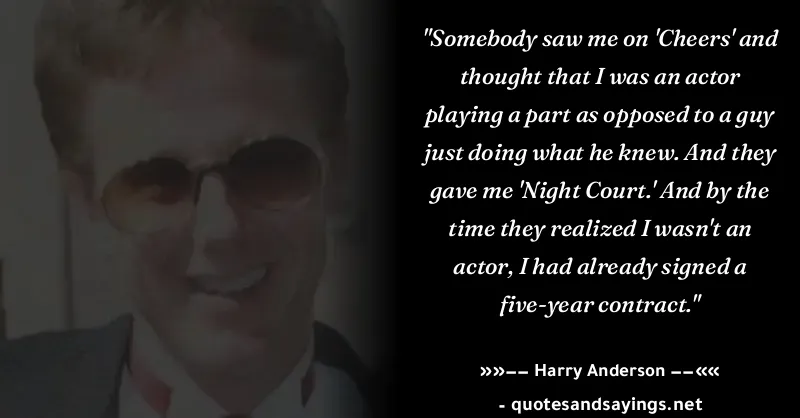 "Somebody saw me on 'Cheers' and
thought that I was an actor
playing a part as opposed to a guy
just doing what he knew. And they
gave me 'Night Court.' And by the
time they realized I wasn't an
actor, I had already signed a
five-year contract."
»»−− Harry Anderson −−««
- quotesandsayings.net